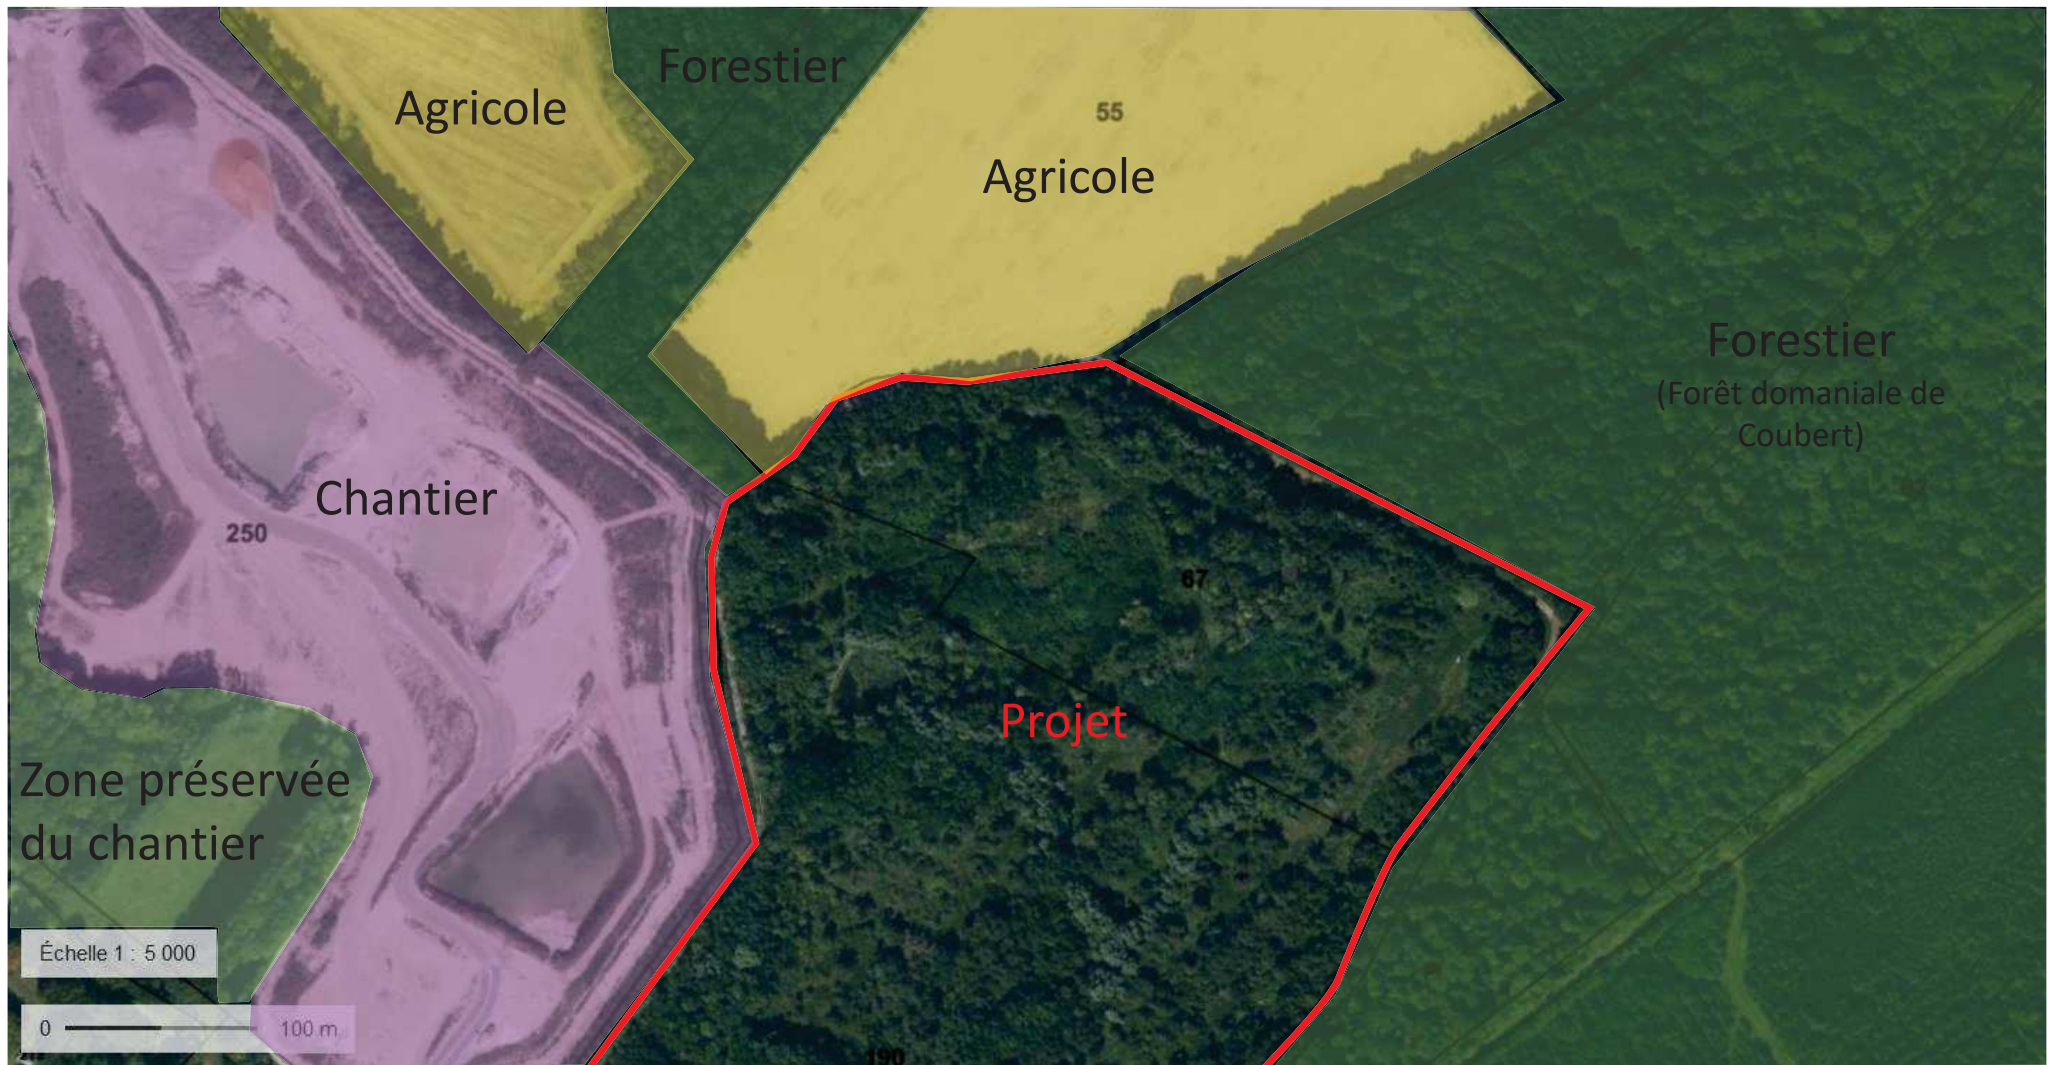 Forestier
Agricole
55
Agricole
Forestier
(Forêt domaniale de
Coubert)
Chantier
250
67
Projet
Zone préservée
du chantier
Échelle 1 : 5 000
0 100 m
190